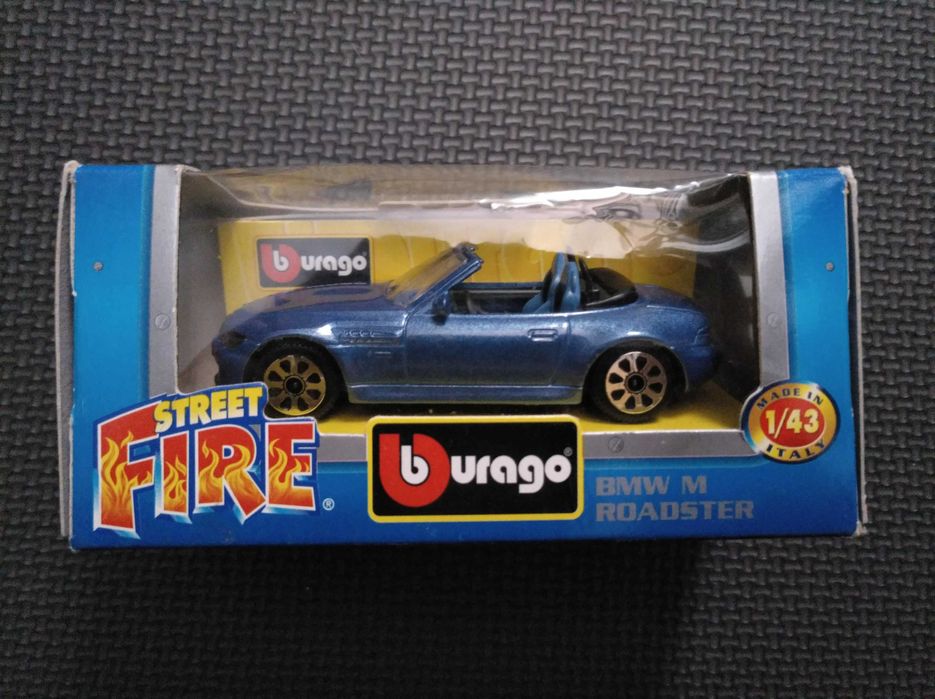 burago
STREET
FIRE®
burago®
BMW M
ROADSTER
MADE IN
1/43
ITALY